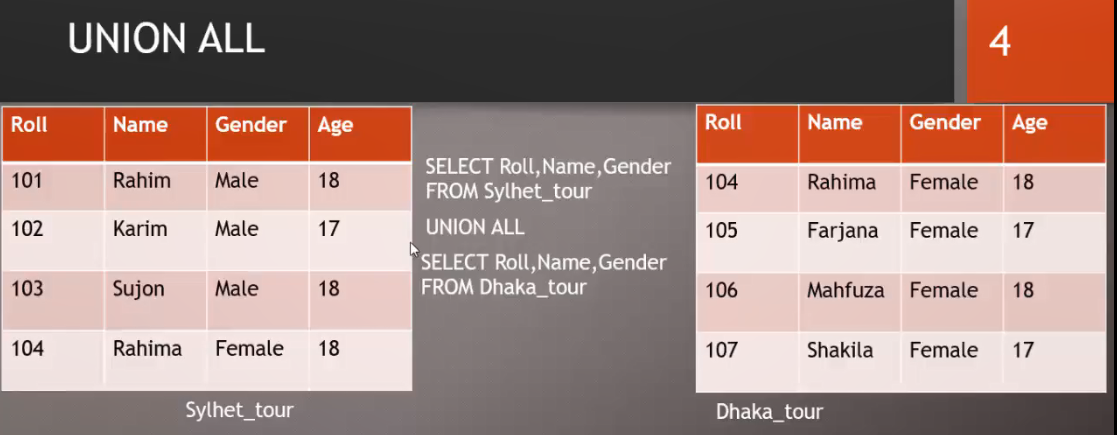 UNION ALL
4
Roll Name Gender Age
101 Rahim Male 18
102 Karim Male 17
103 Sujon Male 18
104 Rahima Female 18
Sylhet_tour
SELECT Roll,Name,Gender
FROM Sylhet_tour
UNION ALL
SELECT Roll,Name,Gender
FROM Dhaka_tour
Roll Name Gender Age
104 Rahima Female 18
105 Farjana Female 17
106 Mahfuza Female 18
107 Shakila Female 17
Dhaka_tour